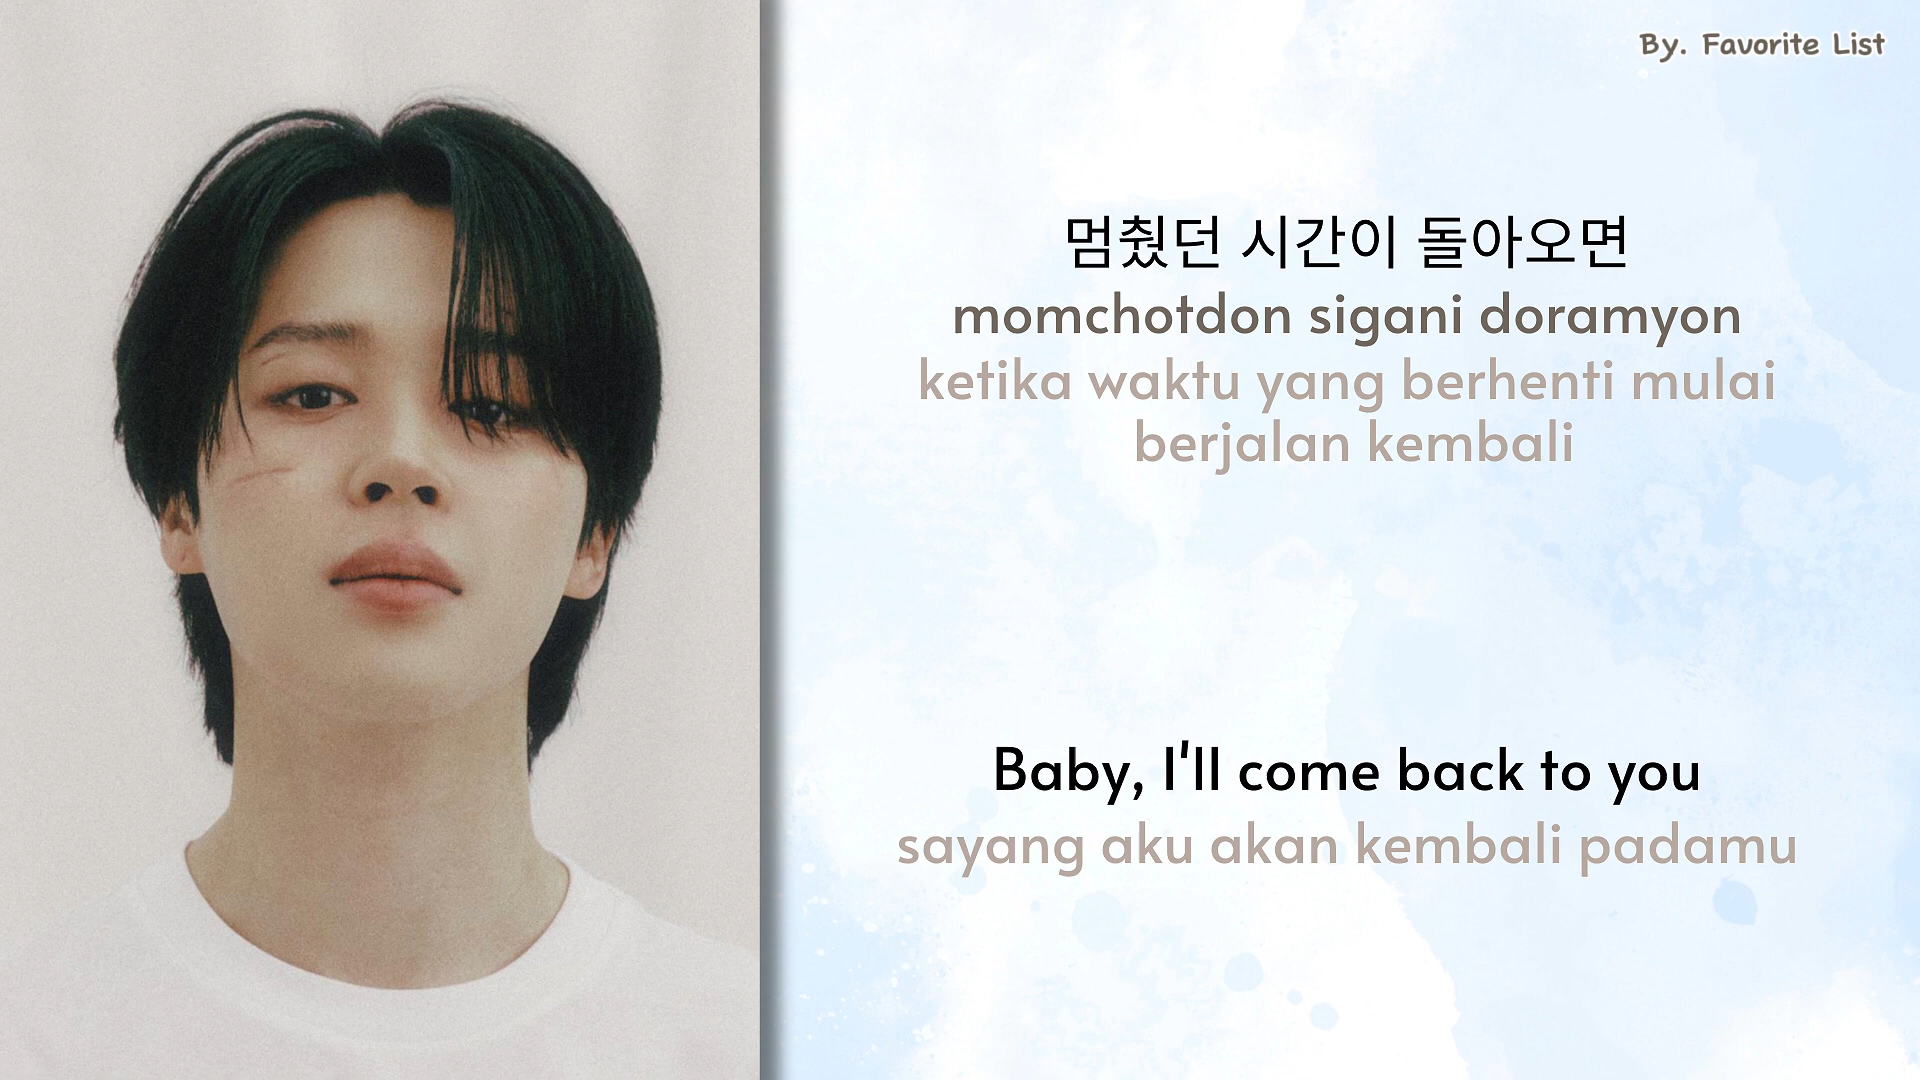 By. Favorite List
멈췄던 시간이 돌아오면
momchotdon sigani doramyon
ketika waktu yang berhenti mulai
berjalan kembali
Baby, I'll come back to you
sayang aku akan kembali padamu